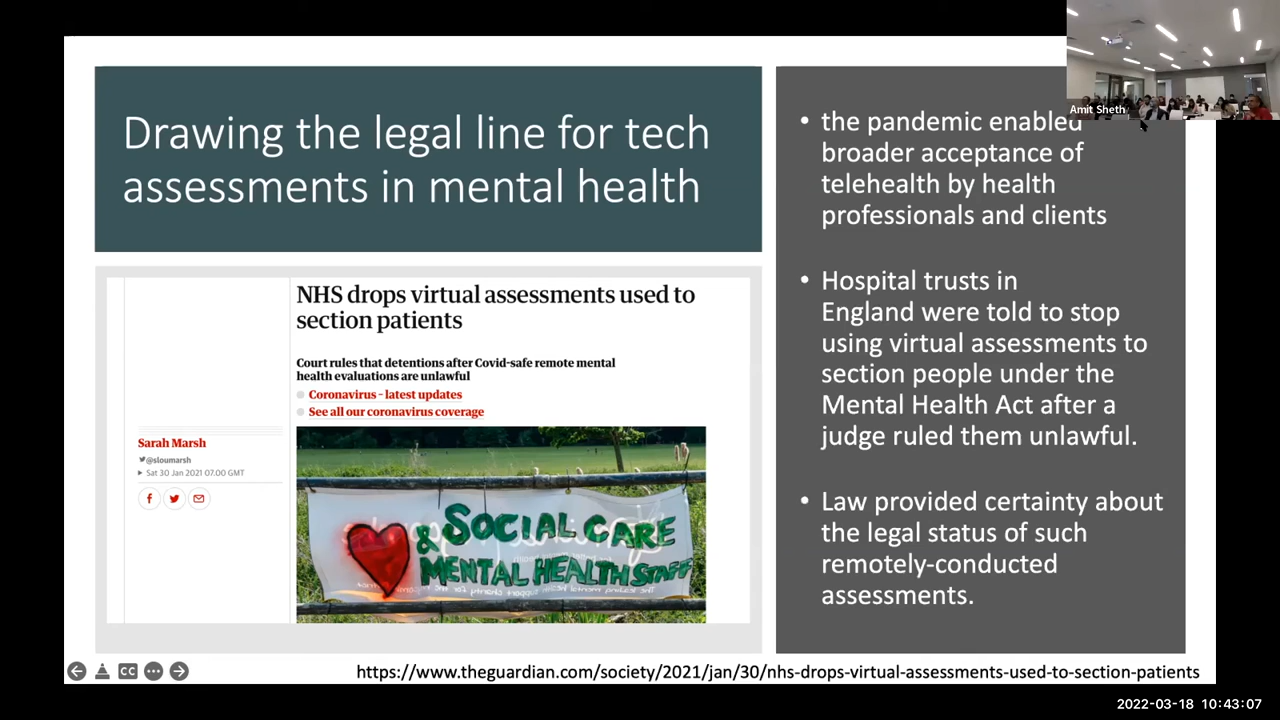 Drawing the legal line for tech
assessments in mental health
NHS drops virtual assessments used to
section patients
Court rules that detentions after Covid-safe remote mental
health evaluations are unlawful
Coronavirus – latest updates
See all our coronavirus coverage
Sarah Marsh
@sloumarsh
Sat 30 Jan 2021 07.00 GMT
& SOCIAL CARE
MENTAL HEALTH STAFF
Amit Sheth
• the pandemic enabled
broader acceptance of
telehealth by health
professionals and clients
• Hospital trusts in
England were told to stop
using virtual assessments to
section people under the
Mental Health Act after a
judge ruled them unlawful.
• Law provided certainty about
the legal status of such
remotely-conducted
assessments.
CC
https://www.theguardian.com/society/2021/jan/30/nhs-drops-virtual-assessments-used-to-section-patients
2022-03-18 10:43:07